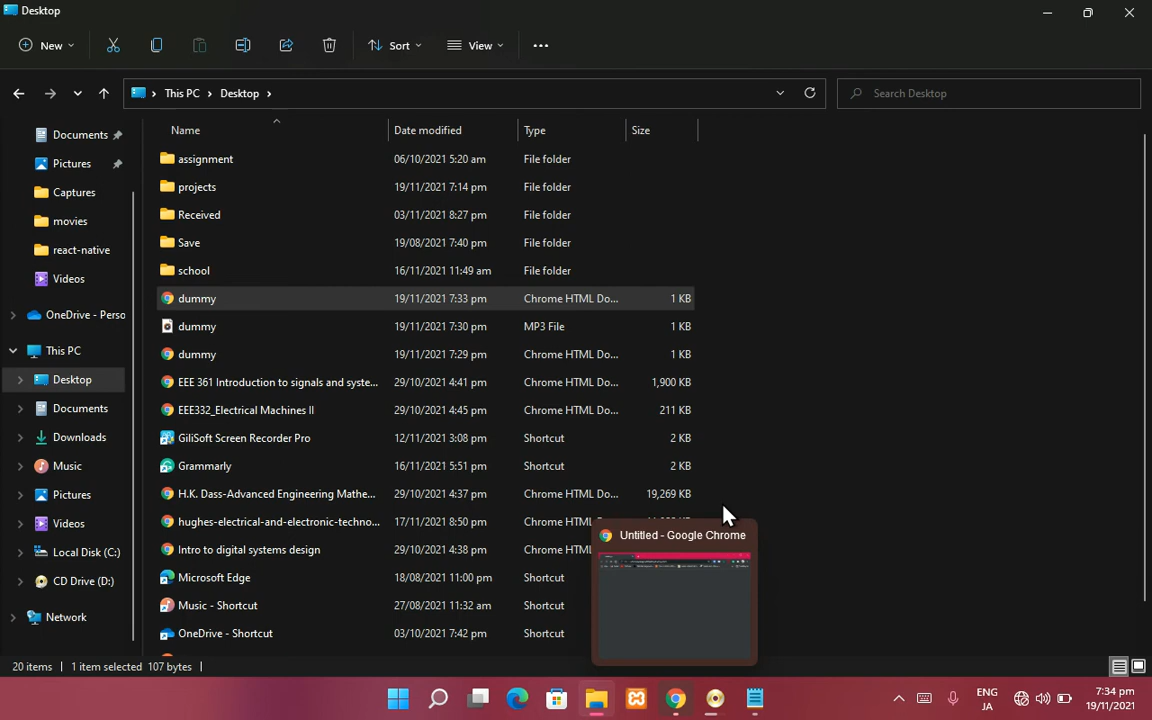 Desktop
New Sort View
This PC > Desktop > Search Desktop
Name Date modified Type Size
Documents
Pictures
Captures
movies
react-native
Videos
OneDrive - Perso
This PC
Desktop
Documents
Downloads
Music
Pictures
Videos
Local Disk (C:)
CD Drive (D:)
Network
assignment 06/10/2021 5:20 am File folder
projects 19/11/2021 7:14 pm File folder
Received 03/11/2021 8:27 pm File folder
Save 19/08/2021 7:40 pm File folder
school 16/11/2021 11:49 am File folder
dummy 19/11/2021 7:33 pm Chrome HTML Do... 1 KB
dummy 19/11/2021 7:30 pm MP3 File 1 KB
dummy 19/11/2021 7:29 pm Chrome HTML Do... 1 KB
EEE 361 Introduction to signals and syste... 29/10/2021 4:41 pm Chrome HTML Do... 1,900 KB
EEE332_Electrical Machines II 29/10/2021 4:45 pm Chrome HTML Do... 211 KB
GiliSoft Screen Recorder Pro 12/11/2021 3:08 pm Shortcut 2 KB
Grammarly 16/11/2021 5:51 pm Shortcut 2 KB
H.K. Dass-Advanced Engineering Mathe... 29/10/2021 4:37 pm Chrome HTML Do... 19,269 KB
hughes-electrical-and-electronic-techno... 17/11/2021 8:50 pm Chrome HTM
Intro to digital systems design 29/10/2021 4:38 pm Chrome HTM
Microsoft Edge 18/08/2021 11:00 pm Shortcut
Music - Shortcut 27/08/2021 11:32 am Shortcut
OneDrive - Shortcut 03/10/2021 7:42 pm Shortcut
Untitled - Google Chrome
20 items 1 item selected 107 bytes
ENG
JA
7:34 pm
19/11/2021